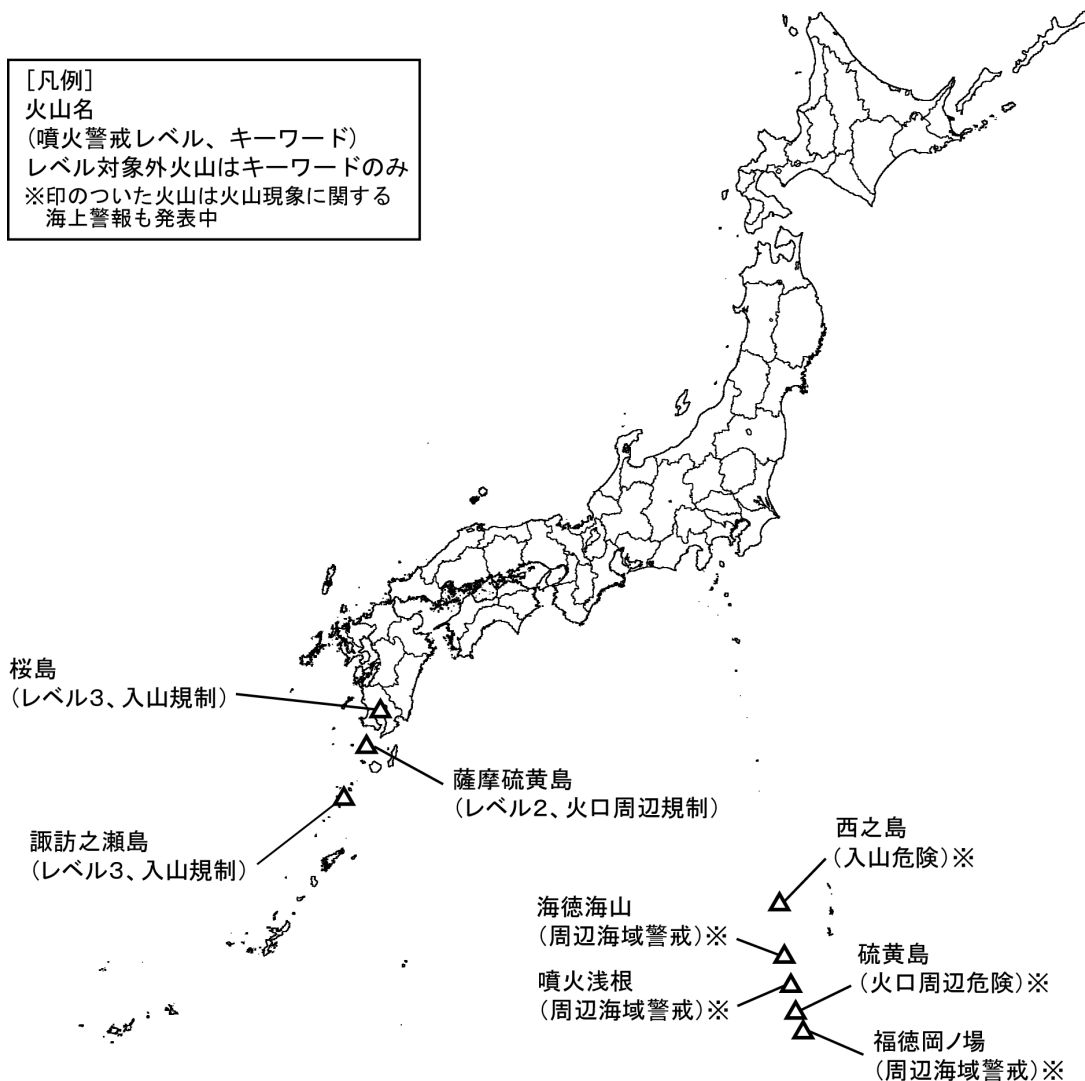 ［凡例］
火山名
（噴火警戒レベル、キーワード）
レベル対象外火山はキーワードのみ
※印のついた火山は火山現象に関する
海上警報も発表中
桜島
（レベル３、入山規制）
薩摩硫黄島
（レベル２、火口周辺規制）
諏訪之瀬島
（レベル３、入山規制）
西之島
（入山危険）※
海徳海山
（周辺海域警戒）※
硫黄島
（火口周辺危険）※
噴火浅根
（周辺海域警戒）※
福徳岡ノ場
（周辺海域警戒）※